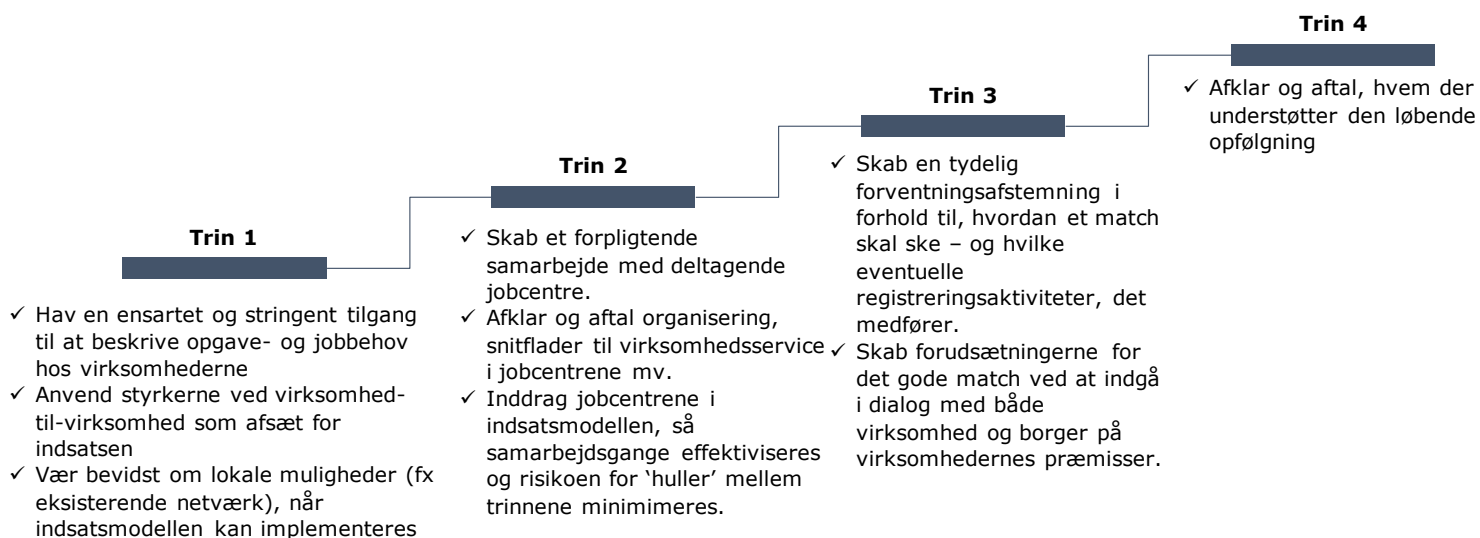 Trin 1
✓ Hav en ensartet og stringent tilgang
til at beskrive opgave- og jobbehov
hos virksomhederne
✓ Anvend styrkerne ved virksomhed-
til-virksomhed som afsæt for
indsatsen
✓ Vær bevidst om lokale muligheder (fx
eksisterende netværk), når
indsatsmodellen kan implementeres
Trin 2
✓ Skab et forpligtende
samarbejde med deltagende
jobcentre.
✓ Afklar og aftal organisering,
snitflader til virksomhedsservice
i jobcentrene mv.
✓ Inddrag jobcentrene i
indsatsmodellen, så
samarbejdsgange effektiviseres
og risikoen for ‘huller’ mellem
trinnene minimimeres.
Trin 3
✓ Skab en tydelig
forventningsafstemning i
forhold til, hvordan et match
skal ske – og hvilke
eventuelle
registreringsaktiviteter, det
medfører.
✓ Skab forudsætningerne for
det gode match ved at indgå
i dialog med både
virksomhed og borger på
virksomhedernes præmisser.
Trin 4
✓ Afklar og aftal, hvem der
understøtter den løbende
opfølgning